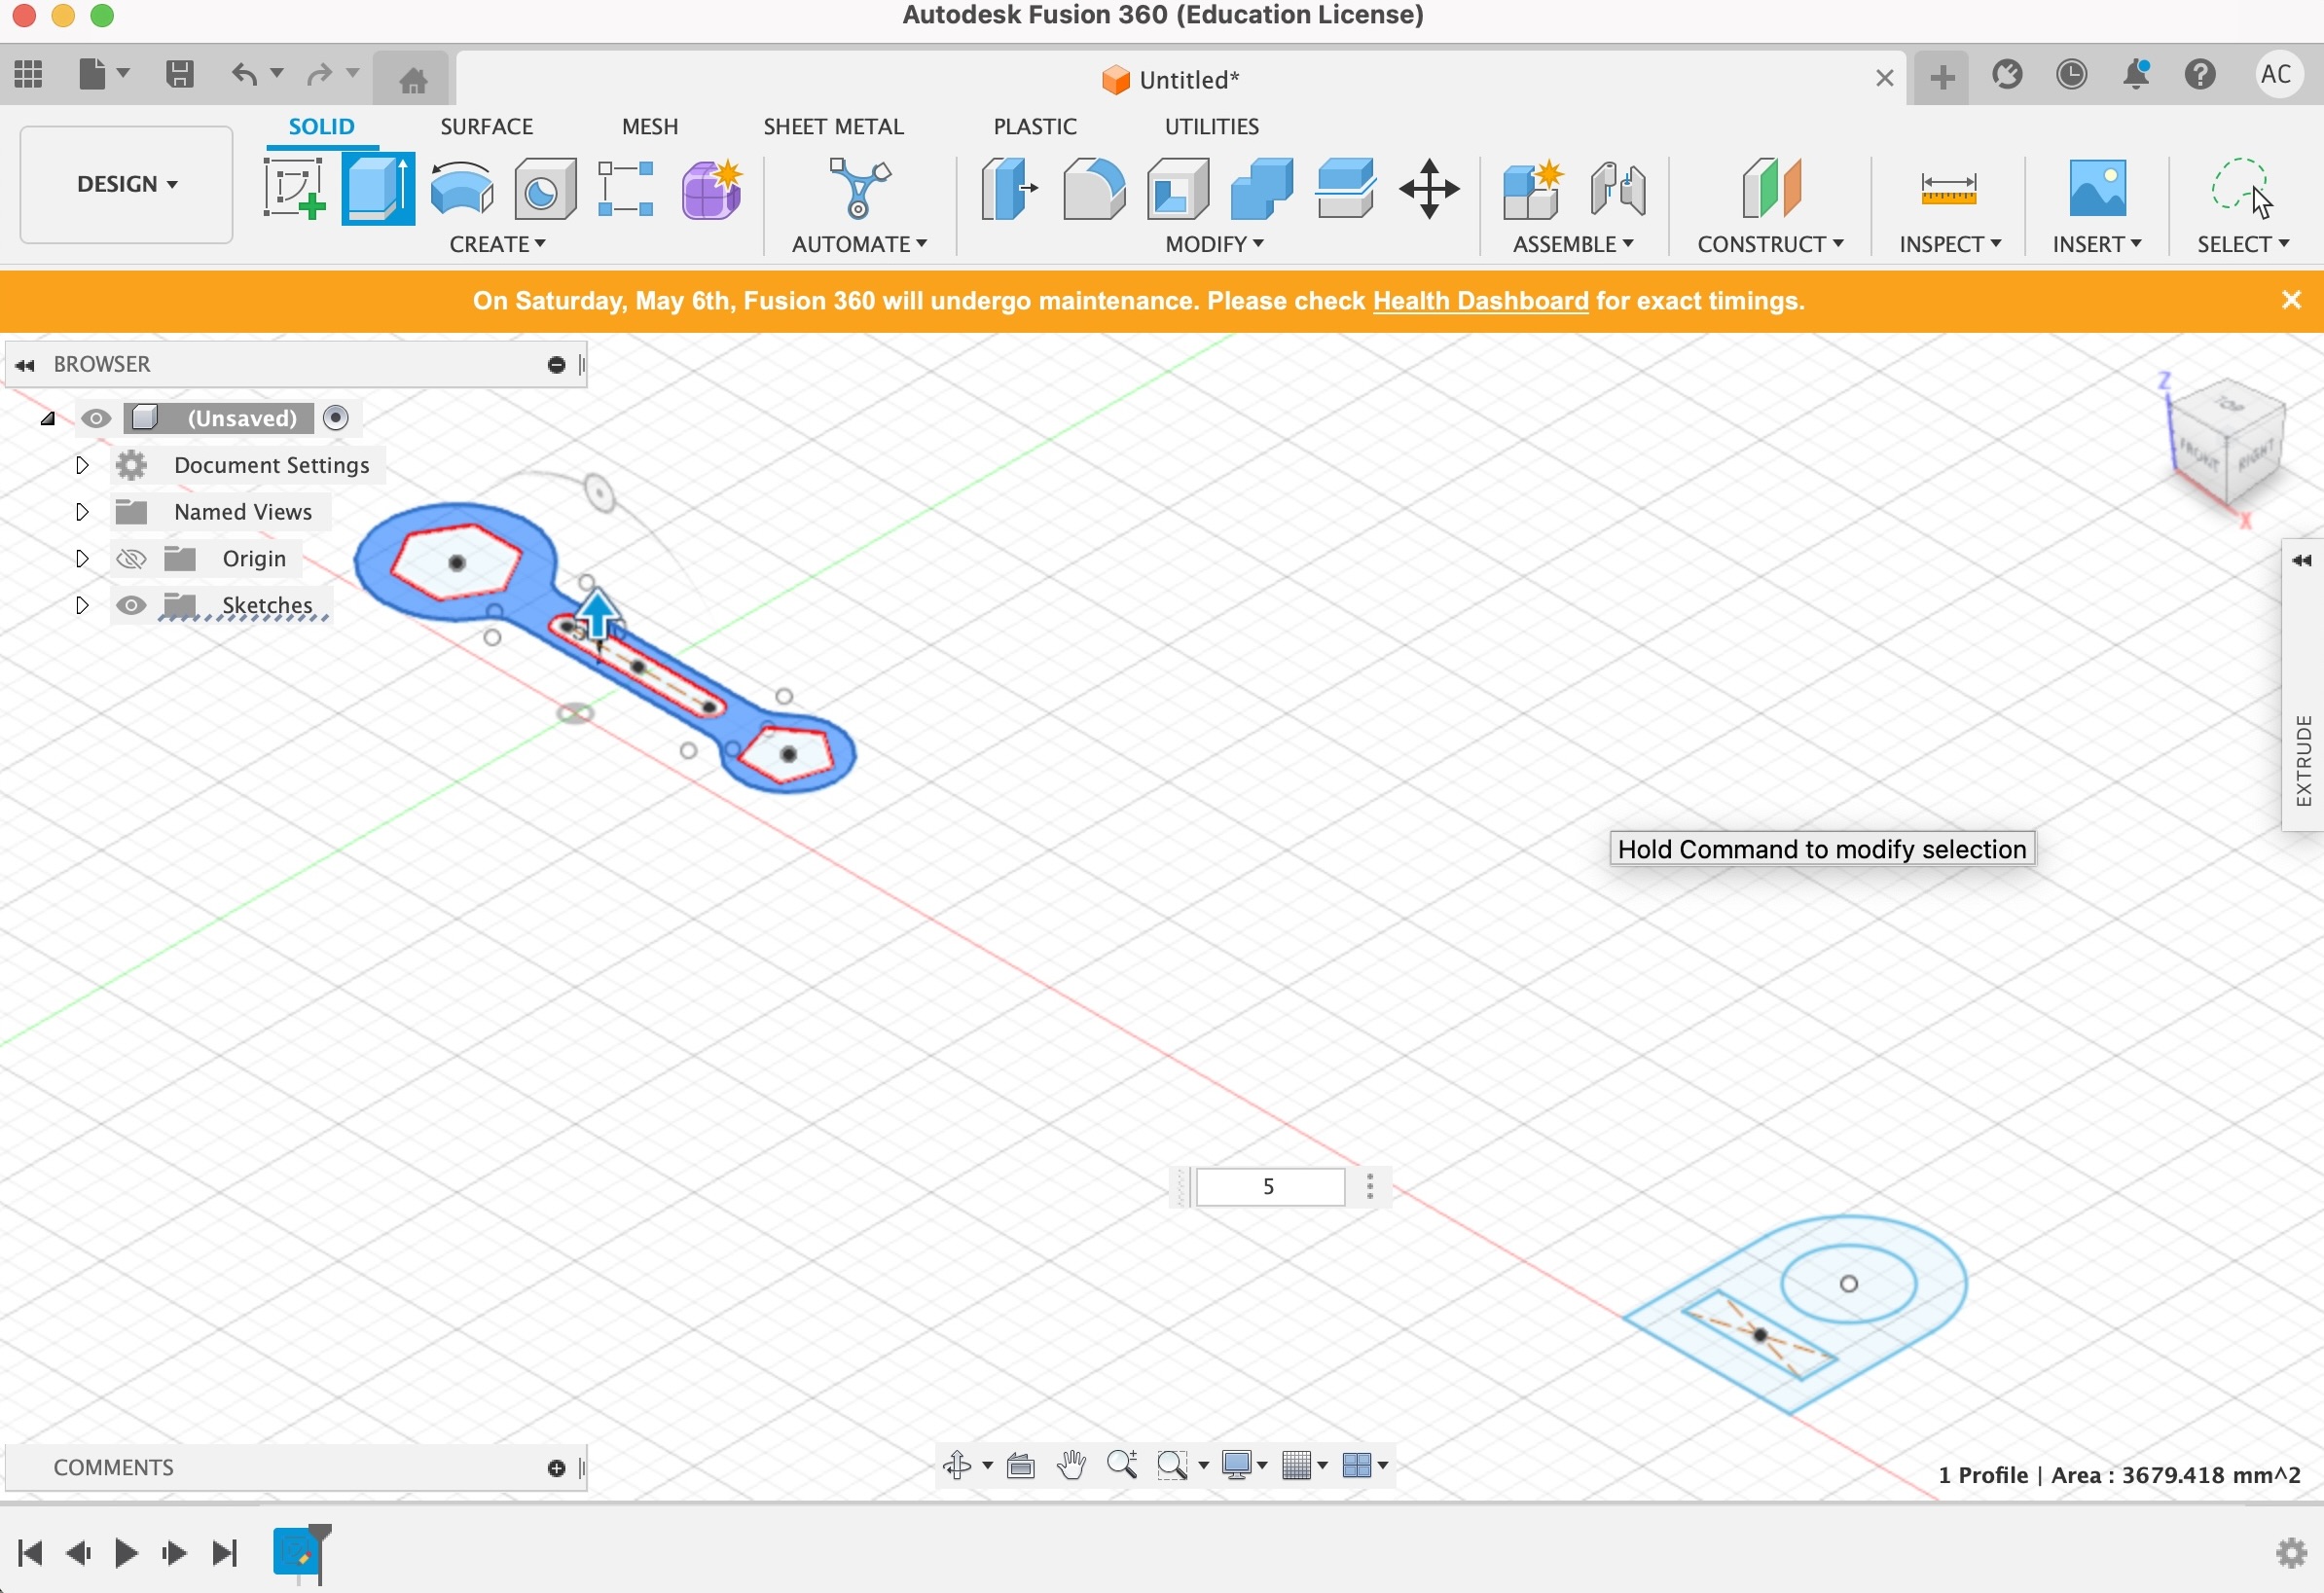 Autodesk Fusion 360 (Education License)
Untitled*
AC
SOLID
SURFACE
MESH
SHEET METAL
PLASTIC
UTILITIES
DESIGN
CREATE
AUTOMATE
MODIFY
ASSEMBLE
CONSTRUCT
INSPECT
INSERT
SELECT
On Saturday, May 6th, Fusion 360 will undergo maintenance. Please check Health Dashboard for exact timings.
BROWSER
(Unsaved)
Document Settings
Named Views
Origin
Sketches
Z
TOP
FRONT
RIGHT
X
EXTRUDE
Hold Command to modify selection
5
COMMENTS
1 Profile | Area : 3679.418 mm^2